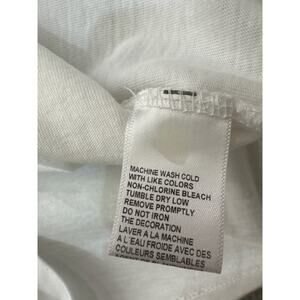 MACHINE WASH COLD
WITH LIKE COLORS
NON-CHLORINE BLEACH
TUMBLE DRY LOW
REMOVE PROMPTLY
DO NOT IRON
THE DECORATION
LAVER A LA MACHINE
A L'EAU FROIDE AVEC DES
COULEURS SEMBLABLES